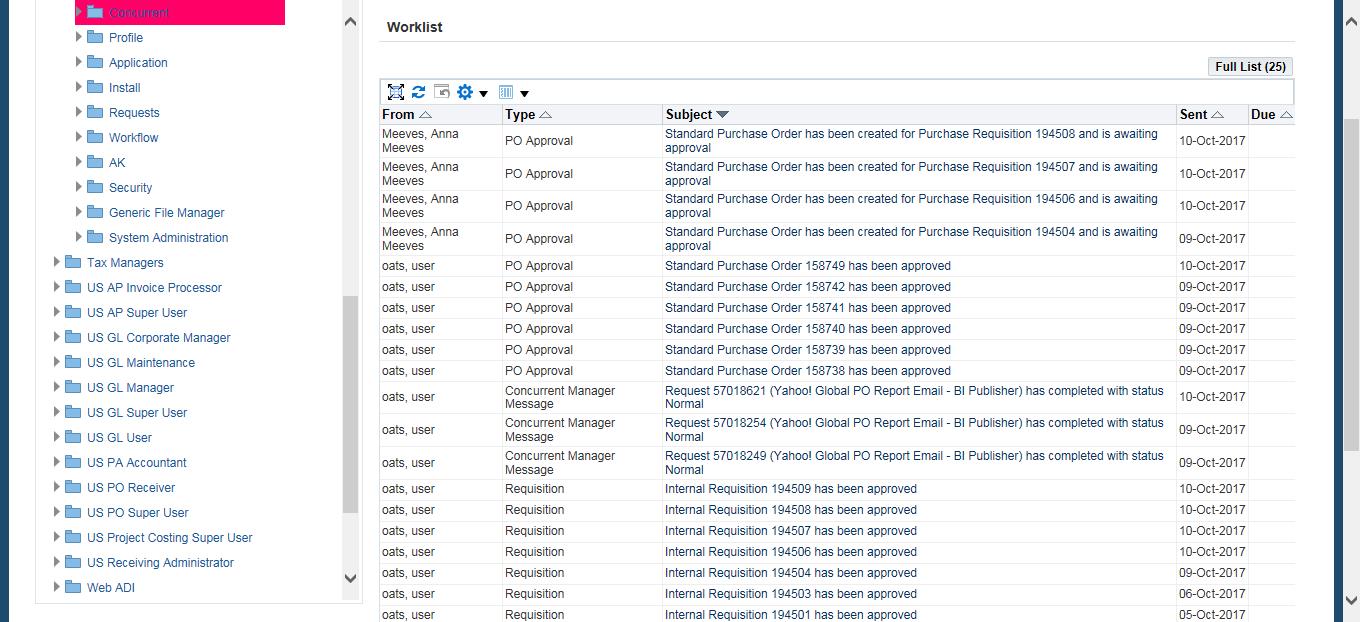 Concurrent
Profile
Application
Install
Requests
Workflow
AK
Security
Generic File Manager
System Administration
Tax Managers
US AP Invoice Processor
US AP Super User
US GL Corporate Manager
US GL Maintenance
US GL Manager
US GL Super User
US GL User
US PA Accountant
US PO Receiver
US PO Super User
US Project Costing Super User
US Receiving Administrator
Web ADI
Worklist
Full List (25)
From Type Subject Sent Due
Meeves, Anna
Meeves
PO Approval
Standard Purchase Order has been created for Purchase Requisition 194508 and is awaiting
approval
10-Oct-2017
Meeves, Anna
Meeves
PO Approval
Standard Purchase Order has been created for Purchase Requisition 194507 and is awaiting
approval
10-Oct-2017
Meeves, Anna
Meeves
PO Approval
Standard Purchase Order has been created for Purchase Requisition 194506 and is awaiting
approval
10-Oct-2017
Meeves, Anna
Meeves
PO Approval
Standard Purchase Order has been created for Purchase Requisition 194504 and is awaiting
approval
09-Oct-2017
oats, user PO Approval Standard Purchase Order 158749 has been approved 10-Oct-2017
oats, user PO Approval Standard Purchase Order 158742 has been approved 09-Oct-2017
oats, user PO Approval Standard Purchase Order 158741 has been approved 09-Oct-2017
oats, user PO Approval Standard Purchase Order 158740 has been approved 09-Oct-2017
oats, user PO Approval Standard Purchase Order 158739 has been approved 09-Oct-2017
oats, user PO Approval Standard Purchase Order 158738 has been approved 09-Oct-2017
oats, user
Concurrent Manager
Message
Request 57018621 (Yahoo! Global PO Report Email - BI Publisher) has completed with status
Normal
10-Oct-2017
oats, user
Concurrent Manager
Message
Request 57018254 (Yahoo! Global PO Report Email - BI Publisher) has completed with status
Normal
09-Oct-2017
oats, user
Concurrent Manager
Message
Request 57018249 (Yahoo! Global PO Report Email - BI Publisher) has completed with status
Normal
09-Oct-2017
oats, user Requisition Internal Requisition 194509 has been approved 10-Oct-2017
oats, user Requisition Internal Requisition 194508 has been approved 10-Oct-2017
oats, user Requisition Internal Requisition 194507 has been approved 10-Oct-2017
oats, user Requisition Internal Requisition 194506 has been approved 10-Oct-2017
oats, user Requisition Internal Requisition 194504 has been approved 09-Oct-2017
oats, user Requisition Internal Requisition 194503 has been approved 06-Oct-2017
oats, user Requisition Internal Requisition 194501 has been approved 05-Oct-2017